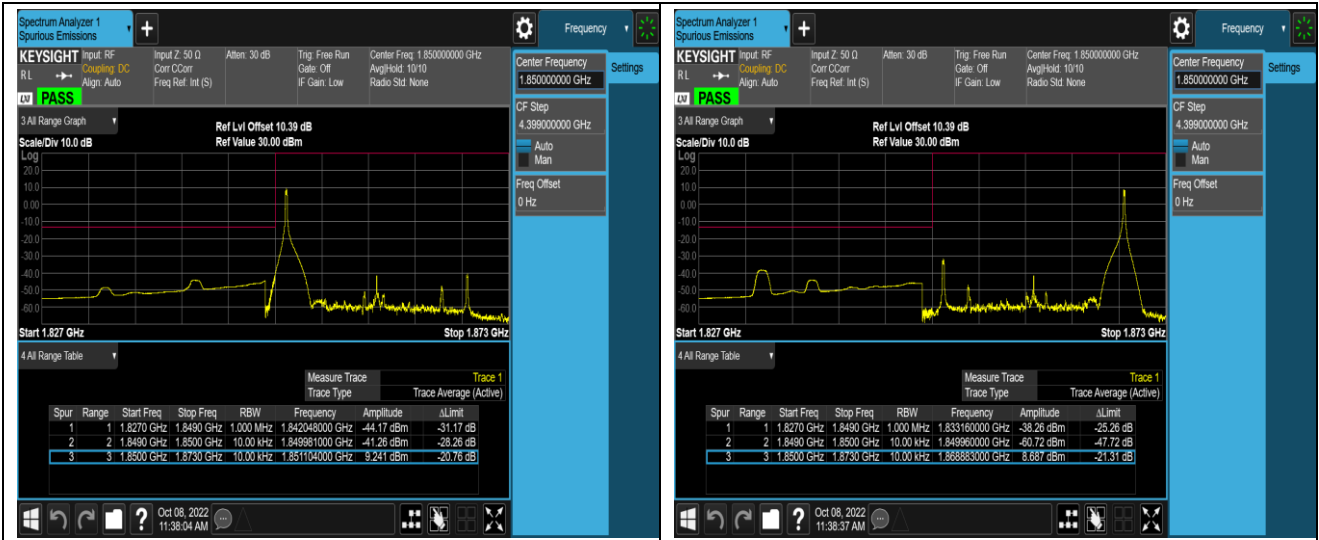 Spectrum Analyzer 1
Spurious Emissions
+
Frequency
KEYSIGHT Input: RF Input Z: 50 Ω Atten: 30 dB Trig: Free Run Center Freq: 1.850000000 GHz
Coupling: DC Corr CCorr Gate: Off Avg|Hold: 10/10
RL Align: Auto Freq Ref: Int (S) IF Gain: Low Radio Std: None
LXI PASS
Center Frequency
1.850000000 GHz
Settings
CF Step
4.399000000 GHz
Auto
Man
Freq Offset
0 Hz
3 All Range Graph
Ref Lvl Offset 10.39 dB
Scale/Div 10.0 dB Ref Value 30.00 dBm
Log
20.0
10.0
0.00
-10.0
-20.0
-30.0
-40.0
-50.0
-60.0
Start 1.827 GHz Stop 1.873 GHz
4 All Range Table
Measure Trace Trace 1
Trace Type Trace Average (Active)
Spur Range Start Freq Stop Freq RBW Frequency Amplitude ΔLimit
1 1 1.8270 GHz 1.8490 GHz 1.000 MHz 1.842048000 GHz -44.17 dBm -31.17 dB
2 2 1.8490 GHz 1.8500 GHz 10.00 kHz 1.849981000 GHz -41.26 dBm -28.26 dB
3 3 1.8500 GHz 1.8730 GHz 10.00 kHz 1.851104000 GHz 9.241 dBm -20.76 dB
?
Oct 08, 2022
11:38:04 AM
Spectrum Analyzer 1
Spurious Emissions
+
Frequency
KEYSIGHT Input: RF Input Z: 50 Ω Atten: 30 dB Trig: Free Run Center Freq: 1.850000000 GHz
Coupling: DC Corr CCorr Gate: Off Avg|Hold: 10/10
RL Align: Auto Freq Ref: Int (S) IF Gain: Low Radio Std: None
LXI PASS
Center Frequency
1.850000000 GHz
Settings
CF Step
4.399000000 GHz
Auto
Man
Freq Offset
0 Hz
3 All Range Graph
Ref Lvl Offset 10.39 dB
Scale/Div 10.0 dB Ref Value 30.00 dBm
Log
20.0
10.0
0.00
-10.0
-20.0
-30.0
-40.0
-50.0
-60.0
Start 1.827 GHz Stop 1.873 GHz
4 All Range Table
Measure Trace Trace 1
Trace Type Trace Average (Active)
Spur Range Start Freq Stop Freq RBW Frequency Amplitude ΔLimit
1 1 1.8270 GHz 1.8490 GHz 1.000 MHz 1.833160000 GHz -38.26 dBm -25.26 dB
2 2 1.8490 GHz 1.8500 GHz 10.00 kHz 1.849960000 GHz -60.72 dBm -47.72 dB
3 3 1.8500 GHz 1.8730 GHz 10.00 kHz 1.868883000 GHz 8.687 dBm -21.31 dB
?
Oct 08, 2022
11:38:37 AM